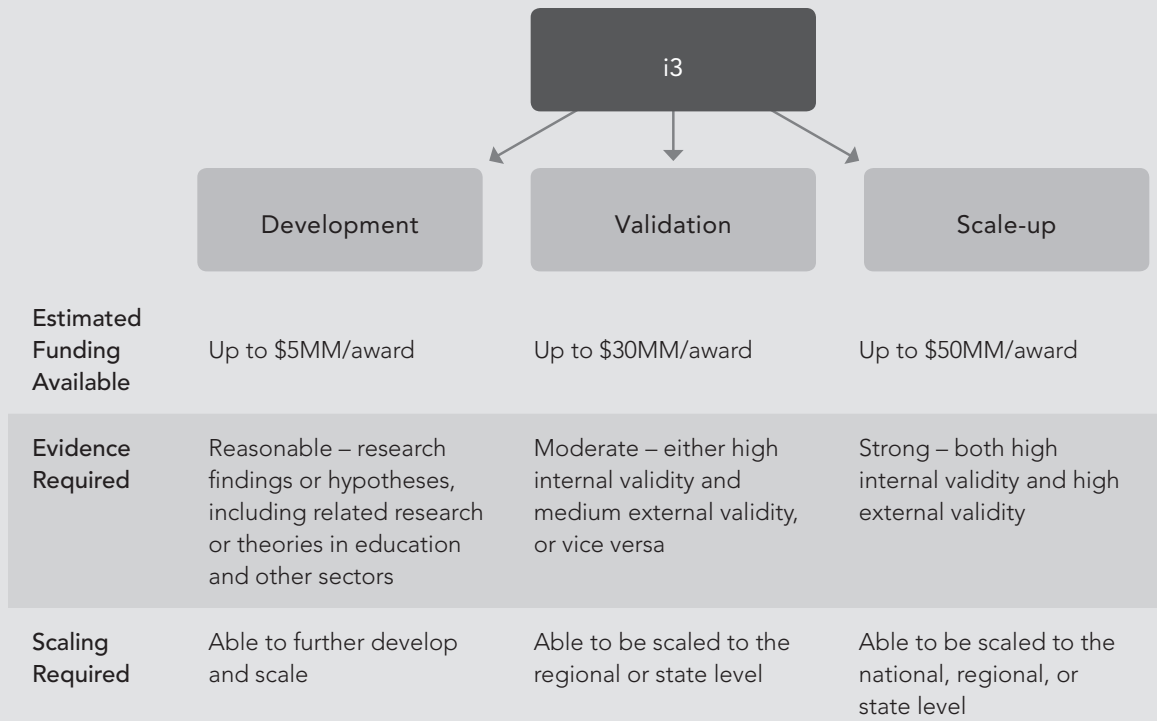 i3
Development
Validation
Scale-up
Estimated
Funding
Available
Up to $5MM/award
Up to $30MM/award
Up to $50MM/award
Evidence
Required
Reasonable – research
findings or hypotheses,
including related research
or theories in education
and other sectors
Moderate – either high
internal validity and
medium external validity,
or vice versa
Strong – both high
internal validity and high
external validity
Scaling
Required
Able to further develop
and scale
Able to be scaled to the
regional or state level
Able to be scaled to the
national, regional, or
state level